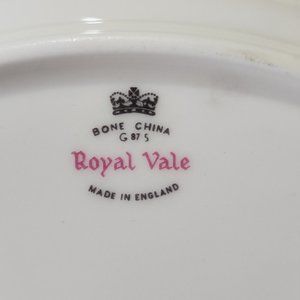 BONE CHINA
G 87 S
Royal Vale
MADE IN ENGLAND